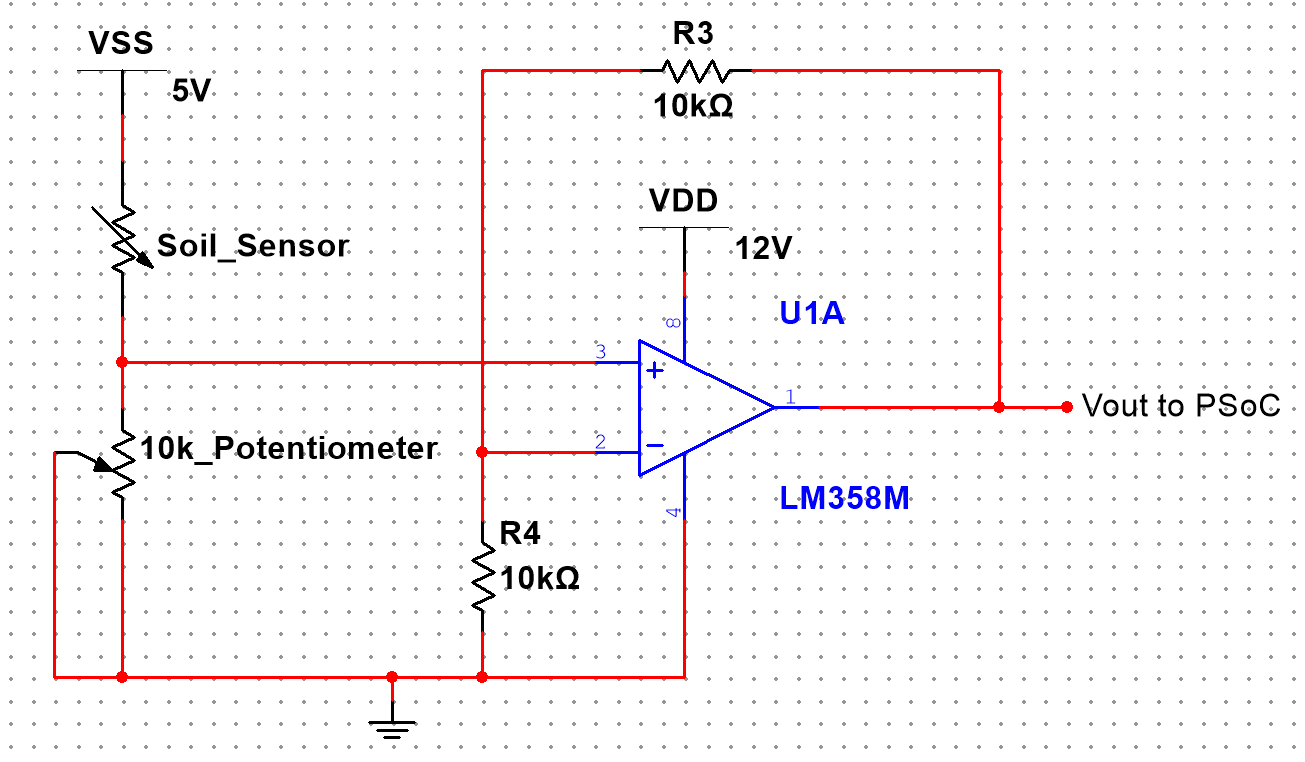 VSS
5V
R3
10kΩ
VDD
12V
Soil_Sensor
U1A
8
3
+
1
Vout to PSoC
10k_Potentiometer
2
−
LM358M
4
R4
10kΩ